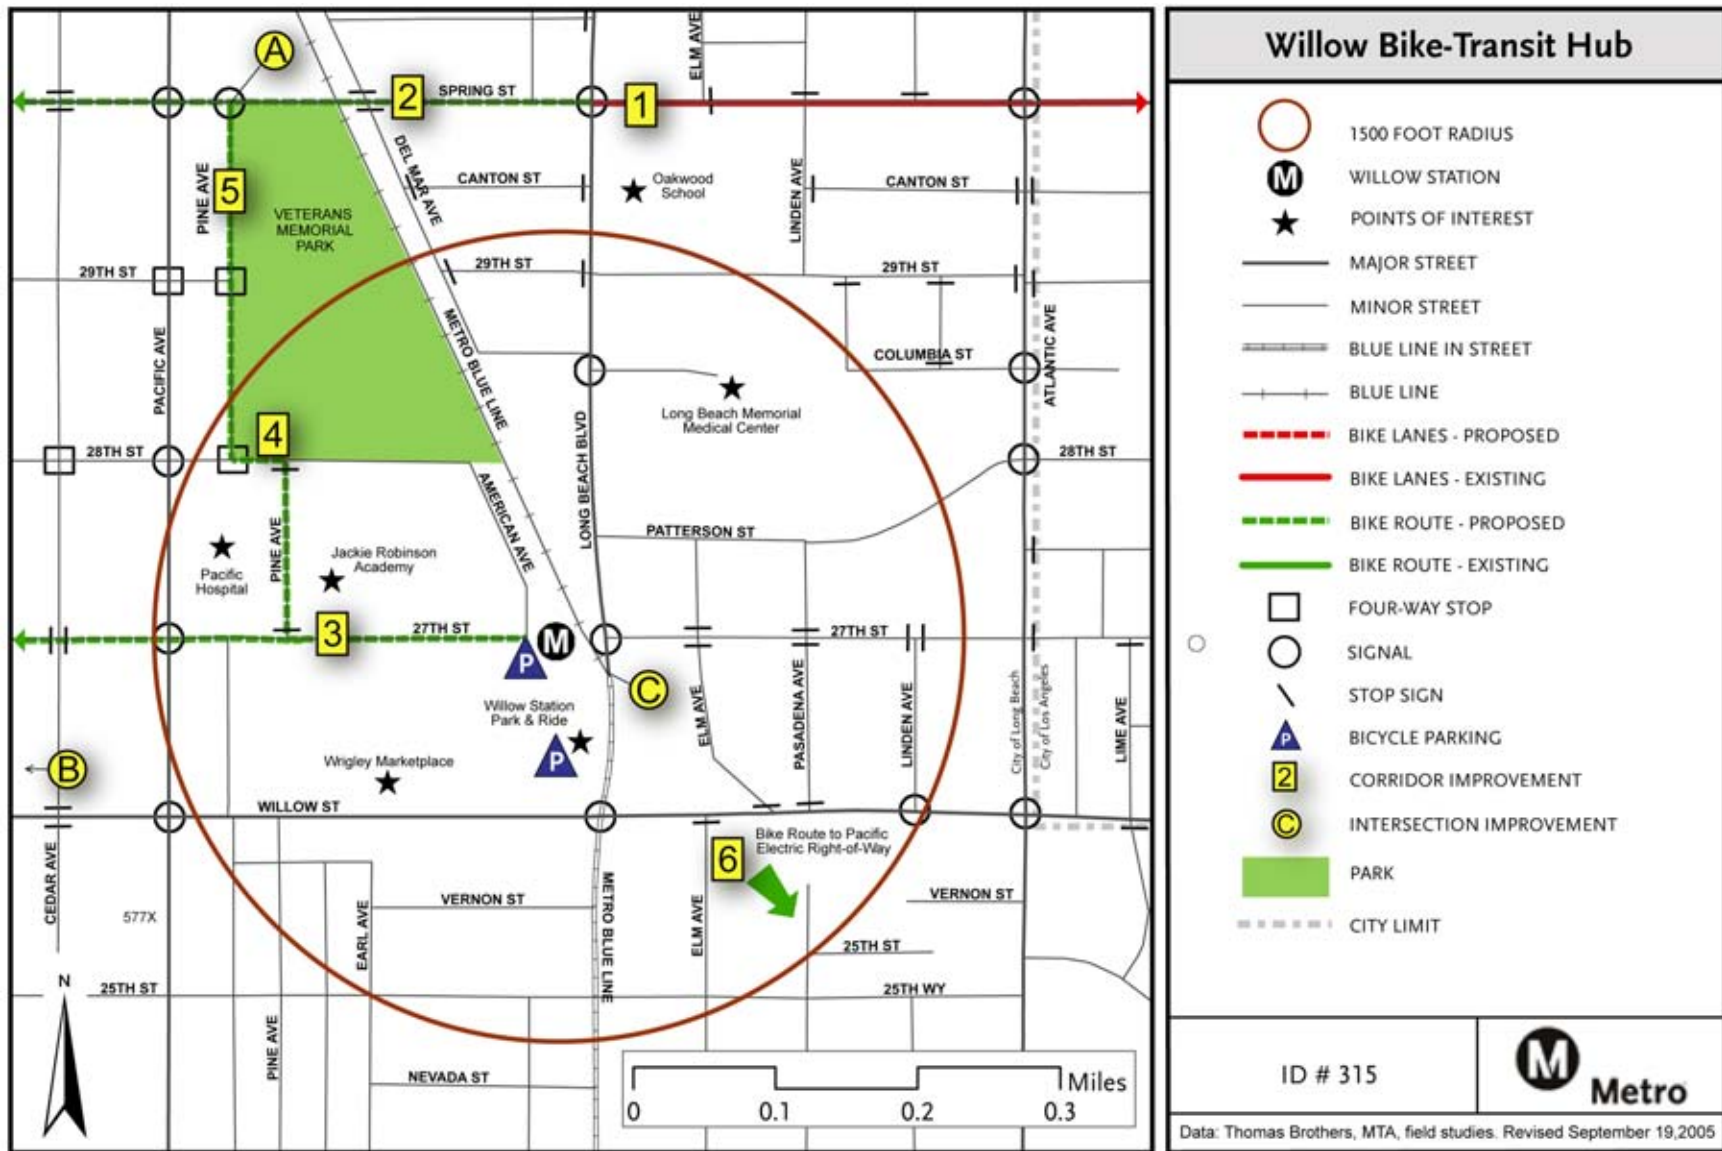 A
2
SPRING ST
1
ELM AVE
DEL MAR AVE
5
PINE AVE
VETERANS
MEMORIAL
PARK
CANTON ST
Oakwood
School
LINDEN AVE
CANTON ST
29TH ST
29TH ST
29TH ST
PACIFIC AVE
METRO BLUE LINE
COLUMBIA ST
ATLANTIC AVE
Long Beach Memorial
Medical Center
4
28TH ST
28TH ST
AMERICAN AVE
LONG BEACH BLVD
PATTERSON ST
PINE AVE
Pacific
Hospital
Jackie Robinson
Academy
3
27TH ST
M
P
27TH ST
C
Willow Station
Park & Ride
P
ELM AVE
PASADENA AVE
LINDEN AVE
City of Long Beach
City of Los Angeles
LIME AVE
B
Wrigley Marketplace
WILLOW ST
6
Bike Route to Pacific
Electric Right-of-Way
CEDAR AVE
577X
EARL AVE
VERNON ST
METRO BLUE LINE
ELM AVE
VERNON ST
25TH ST
N
25TH ST
25TH WY
PINE AVE
NEVADA ST
Miles
0 0.1 0.2 0.3
Willow Bike-Transit Hub
1500 FOOT RADIUS
M WILLOW STATION
POINTS OF INTEREST
MAJOR STREET
MINOR STREET
BLUE LINE IN STREET
BLUE LINE
BIKE LANES - PROPOSED
BIKE LANES - EXISTING
BIKE ROUTE - PROPOSED
BIKE ROUTE - EXISTING
FOUR-WAY STOP
SIGNAL
STOP SIGN
P BICYCLE PARKING
2 CORRIDOR IMPROVEMENT
C INTERSECTION IMPROVEMENT
PARK
CITY LIMIT
ID # 315
M Metro
Data: Thomas Brothers, MTA, field studies. Revised September 19,2005